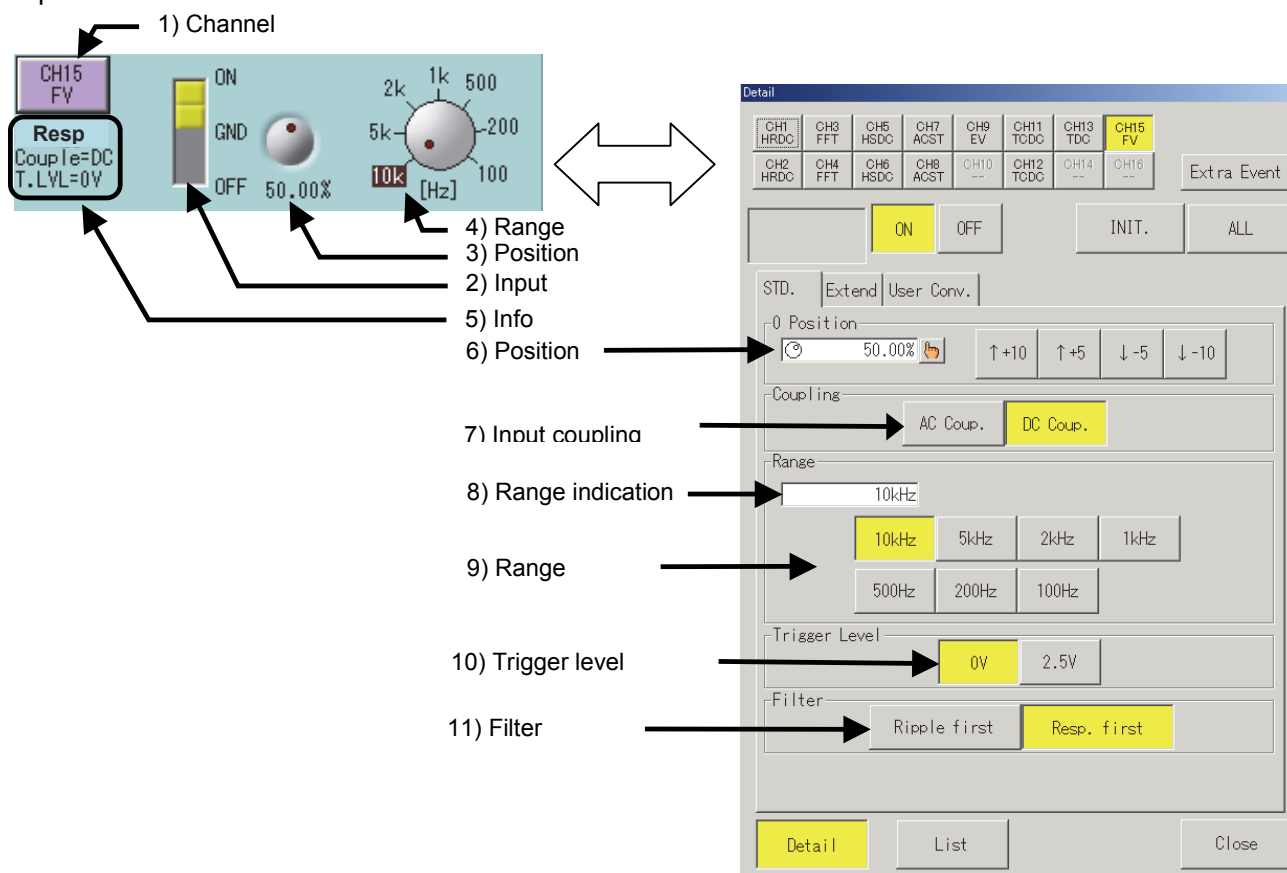 1) Channel
CH15
FV
Resp
Couple=DC
T.LVL=0V
ON
GND
OFF
50.00%
2k
1k
500
5k
200
10k
100
[Hz]
4) Range
3) Position
2) Input
5) Info
6) Position
7) Input coupling
8) Range indication
9) Range
10) Trigger level
11) Filter
Detail
CH1 HRDC
CH3 FFT
CH5 HSDC
CH7 ACST
CH9 EV
CH11 TCDC
CH13 TDC
CH15 FV
CH2 HRDC
CH4 FFT
CH6 HSDC
CH8 ACST
CH10 --
CH12 TCDC
CH14 --
CH16 --
Extra Event
ON
OFF
INIT.
ALL
STD.
Extend
User Conv.
0 Position
50.00%
↑+10
↑+5
↓-5
↓-10
Coupling
AC Coup.
DC Coup.
Range
10kHz
10kHz
5kHz
2kHz
1kHz
500Hz
200Hz
100Hz
Trigger Level
0V
2.5V
Filter
Ripple first
Resp. first
Detail
List
Close